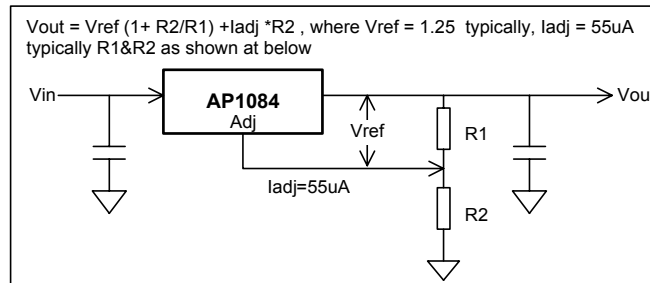 Vout = Vref (1+ R2/R1) +Iadj *R2 , where Vref = 1.25 typically, Iadj = 55uA
typically R1&R2 as shown at below
Vin
AP1084
Adj
Vref
R1
Vou
Iadj=55uA
R2